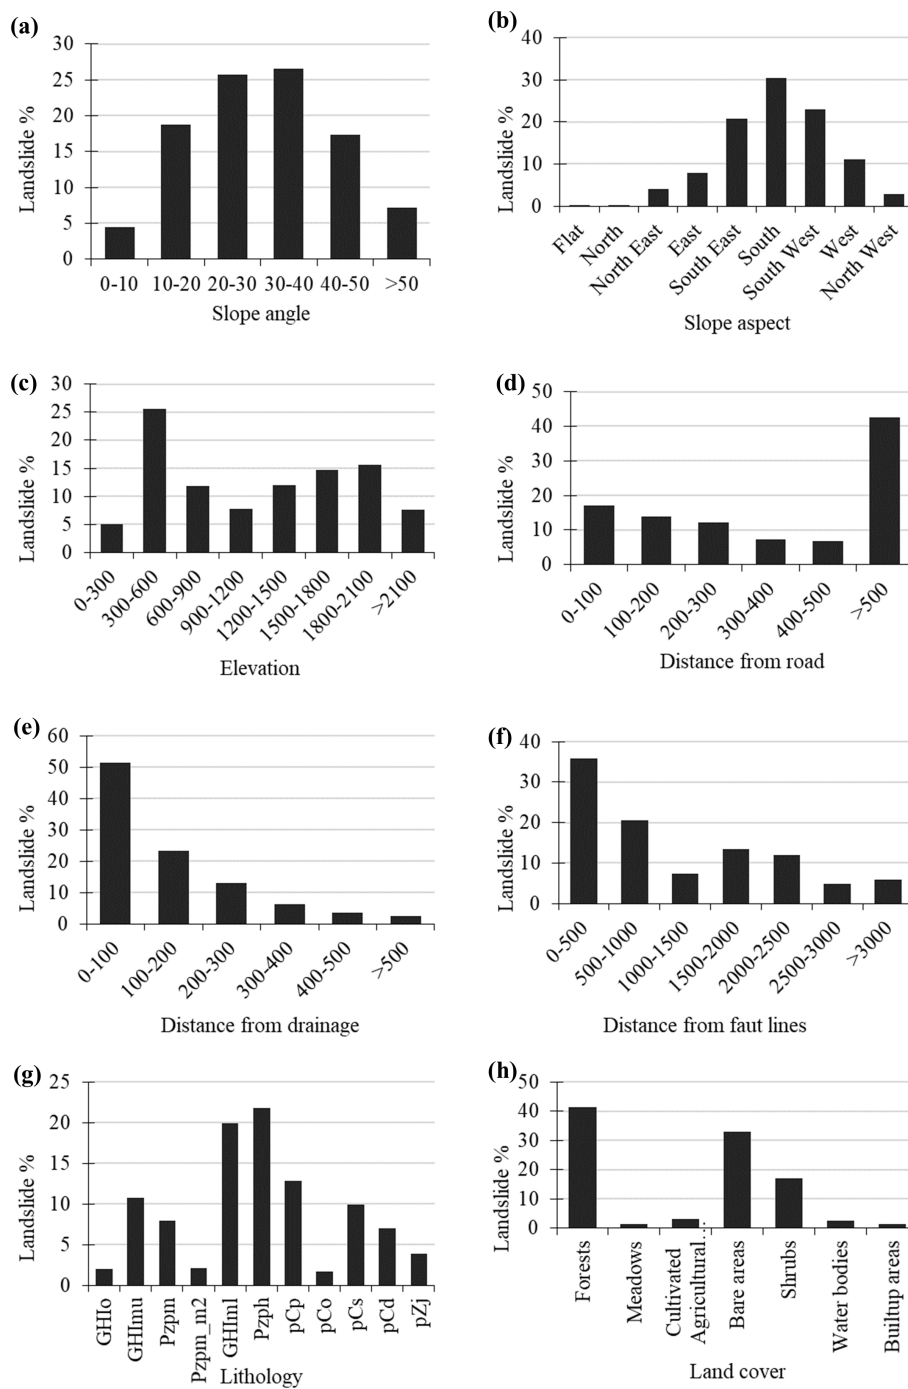 (a)
30
25
20
15
10
5
0
Landslide %
0-10 10-20 20-30 30-40 40-50 >50
Slope angle
(b)
40
30
20
10
0
Landslide %
Flat
North
North East
East
South East
South
South West
West
North West
Slope aspect
(c)
30
25
20
15
10
5
0
Landslide %
0-300
300-600
600-900
900-1200
1200-1500
1500-1800
1800-2100
>2100
Elevation
(d)
50
40
30
20
10
0
Landslide %
0-100
100-200
200-300
300-400
400-500
>500
Distance from road
(e)
60
50
40
30
20
10
0
Landslide %
0-100
100-200
200-300
300-400
400-500
>500
Distance from drainage
(f)
40
30
20
10
0
Landslide %
0-500
500-1000
1000-1500
1500-2000
2000-2500
2500-3000
>3000
Distance from faut lines
(g)
25
20
15
10
5
0
Landslide %
GHIo
GHImu
Pzpm
Pzpm_m2
GHIml
Pzph
pCp
pCo
pCs
pCd
pZj
Lithology
(h)
50
40
30
20
10
0
Landslide %
Forests
Meadows
Cultivated
Agricultural…
Bare areas
Shrubs
Water bodies
Builtup areas
Land cover